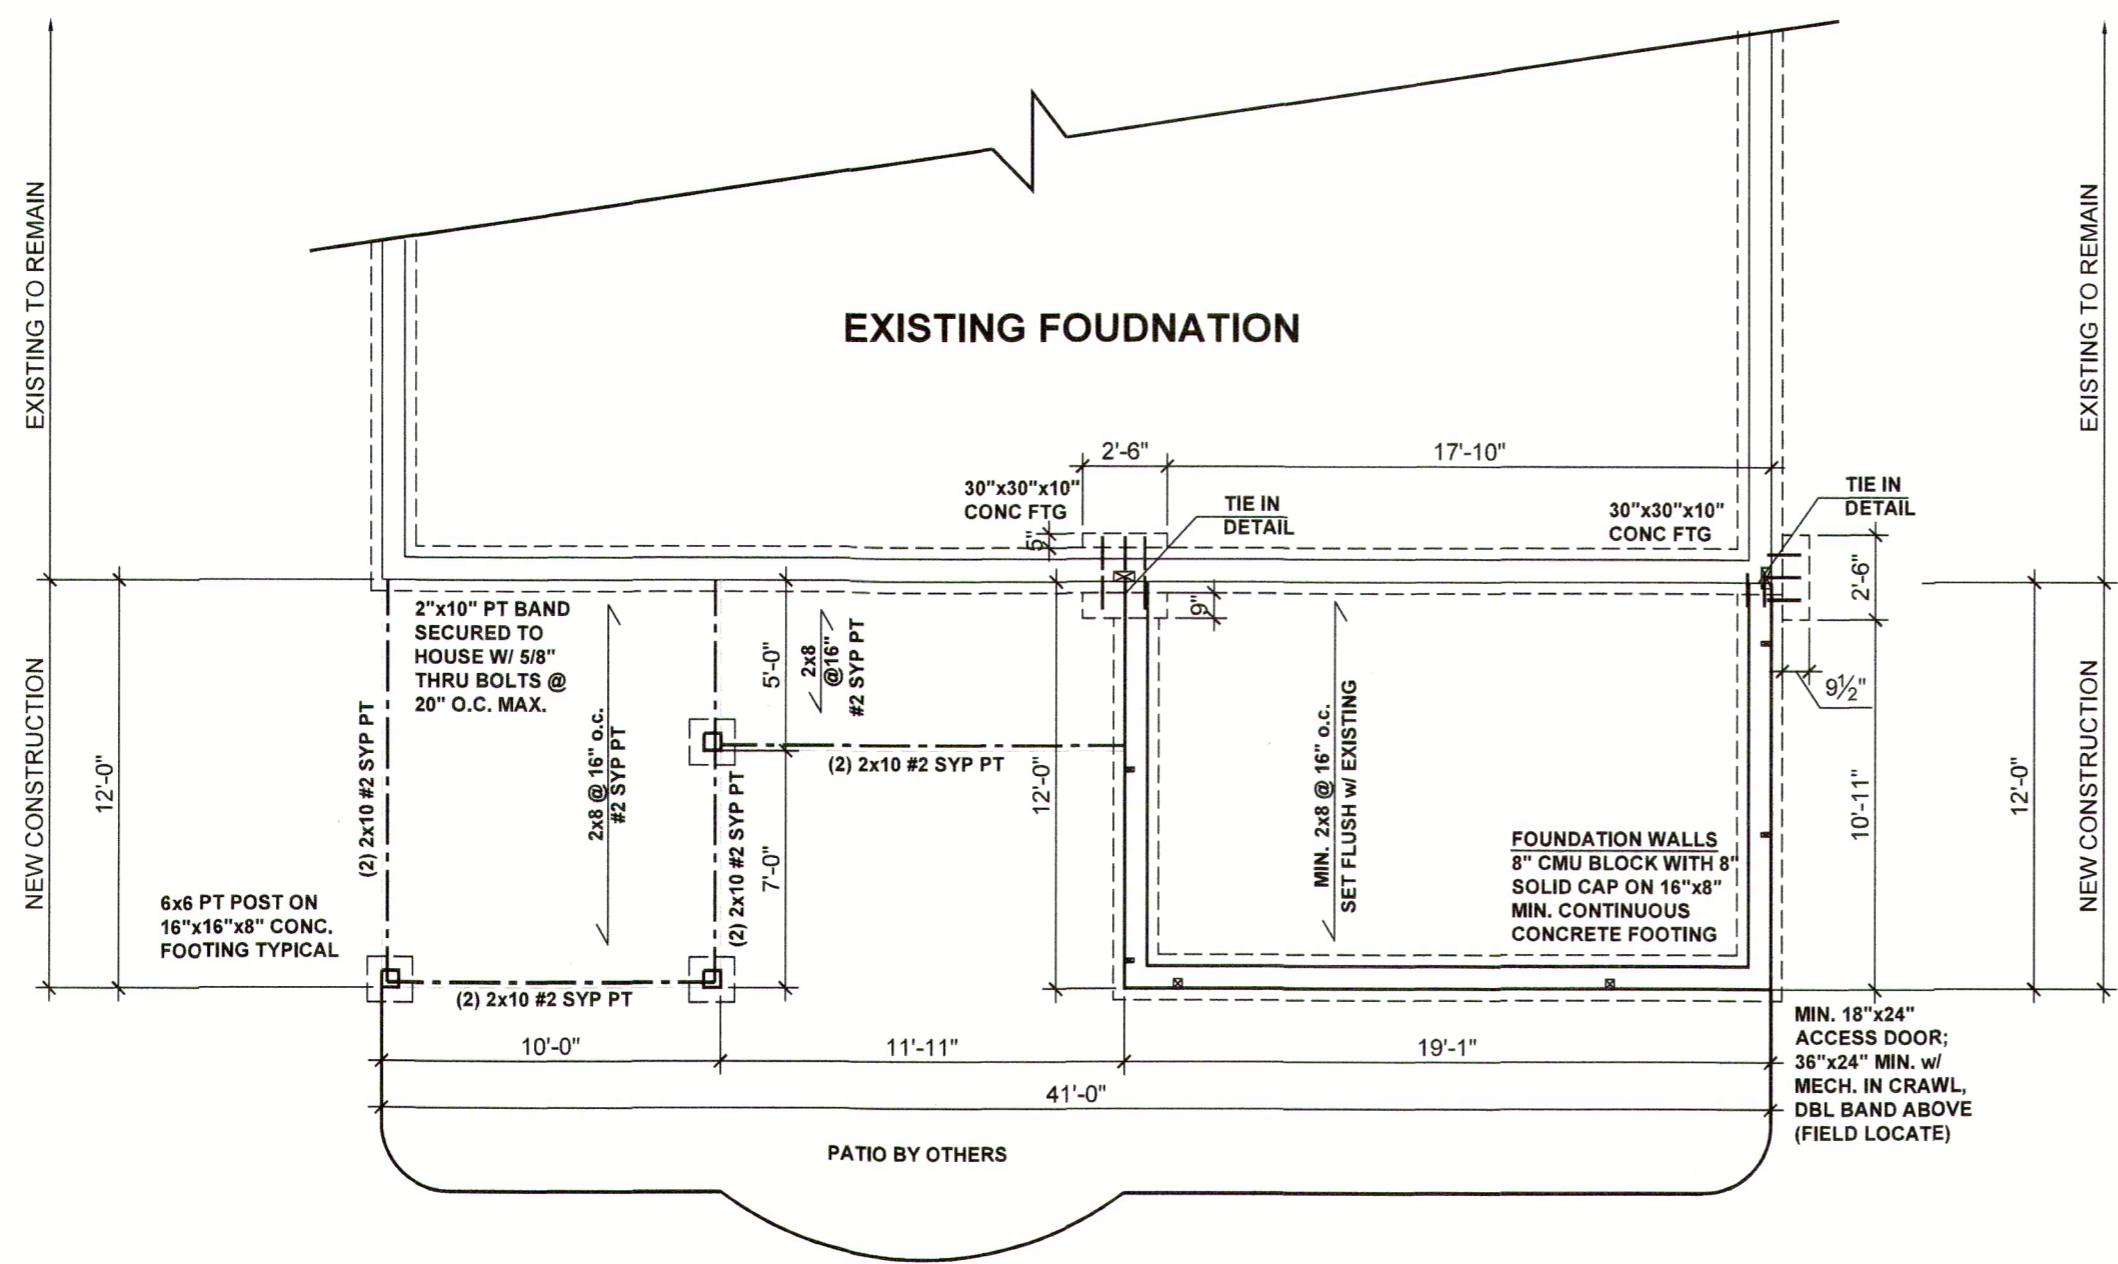 EXISTING TO REMAIN
EXISTING TO REMAIN
EXISTING FOUDNATION
2'-6"
17'-10"
30"x30"x10"
CONC FTG
TIE IN
DETAIL
30"x30"x10"
CONC FTG
TIE IN
DETAIL
5"
9"
2'-6"
9½"
2"x10" PT BAND
SECURED TO
HOUSE W/ 5/8"
THRU BOLTS @
20" O.C. MAX.
5'-0"
2x8
@16"
#2 SYP PT
NEW CONSTRUCTION
12'-0"
(2) 2x10 #2 SYP PT
2x8 @ 16" o.c.
#2 SYP PT
(2) 2x10 #2 SYP PT
(2) 2x10 #2 SYP PT
7'-0"
12'-0"
MIN. 2x8 @ 16" o.c.
SET FLUSH w/ EXISTING
FOUNDATION WALLS
8" CMU BLOCK WITH 8"
SOLID CAP ON 16"x8"
MIN. CONTINUOUS
CONCRETE FOOTING
10'-11"
12'-0"
NEW CONSTRUCTION
6x6 PT POST ON
16"x16"x8" CONC.
FOOTING TYPICAL
(2) 2x10 #2 SYP PT
10'-0"
11'-11"
19'-1"
41'-0"
MIN. 18"x24"
ACCESS DOOR;
36"x24" MIN. w/
MECH. IN CRAWL,
DBL BAND ABOVE
(FIELD LOCATE)
PATIO BY OTHERS